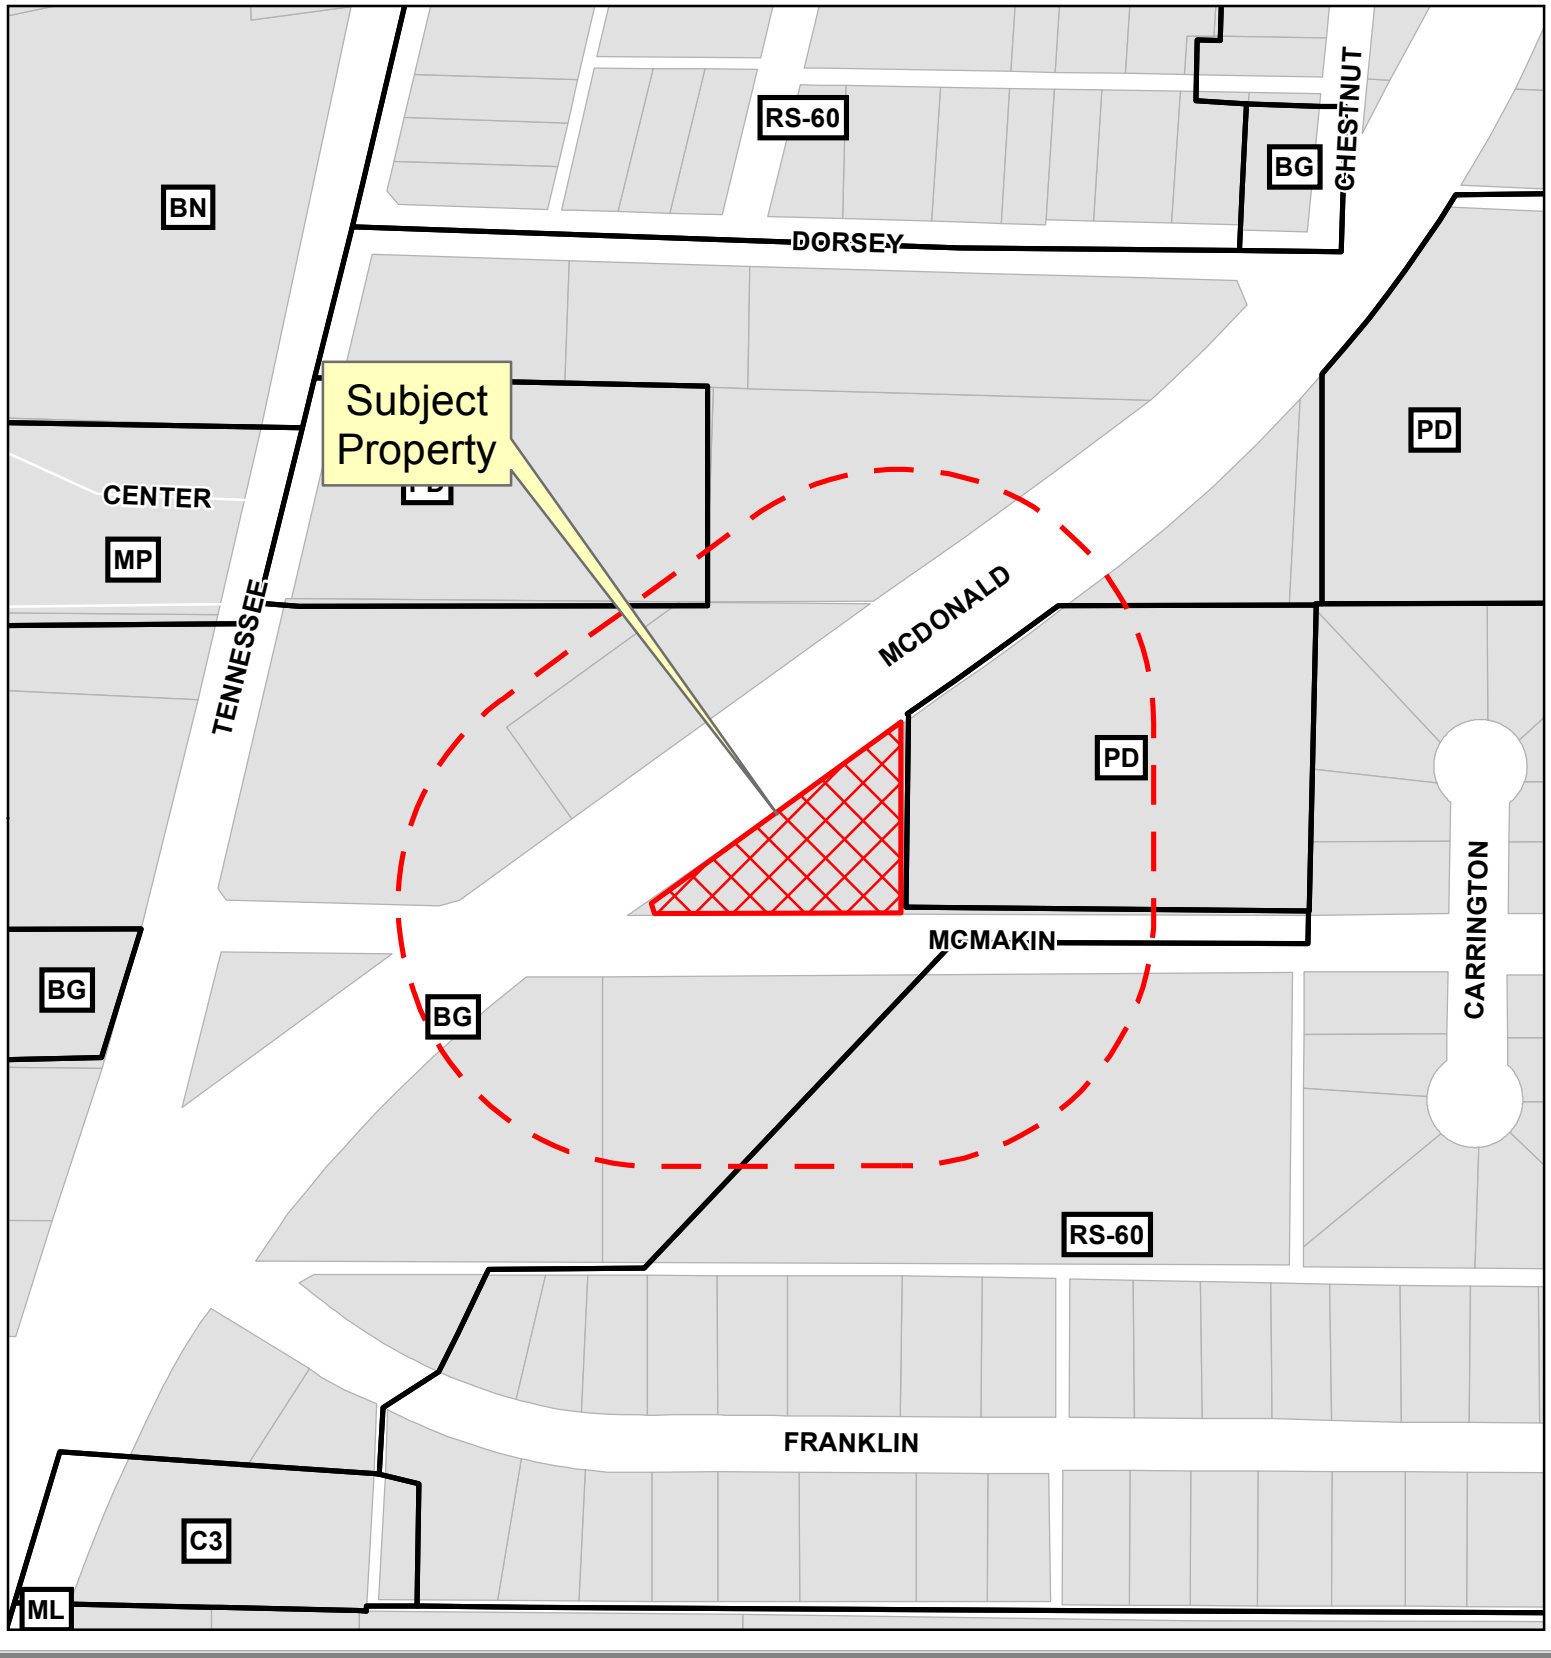 RS-60
CHESTNUT
BG
BN
DORSEY
Subject
Property
PD
CENTER
MP
MCDONALD
TENNESSEE
PD
CARRINGTON
MCMAKIN
BG
BG
RS-60
FRANKLIN
C3
ML